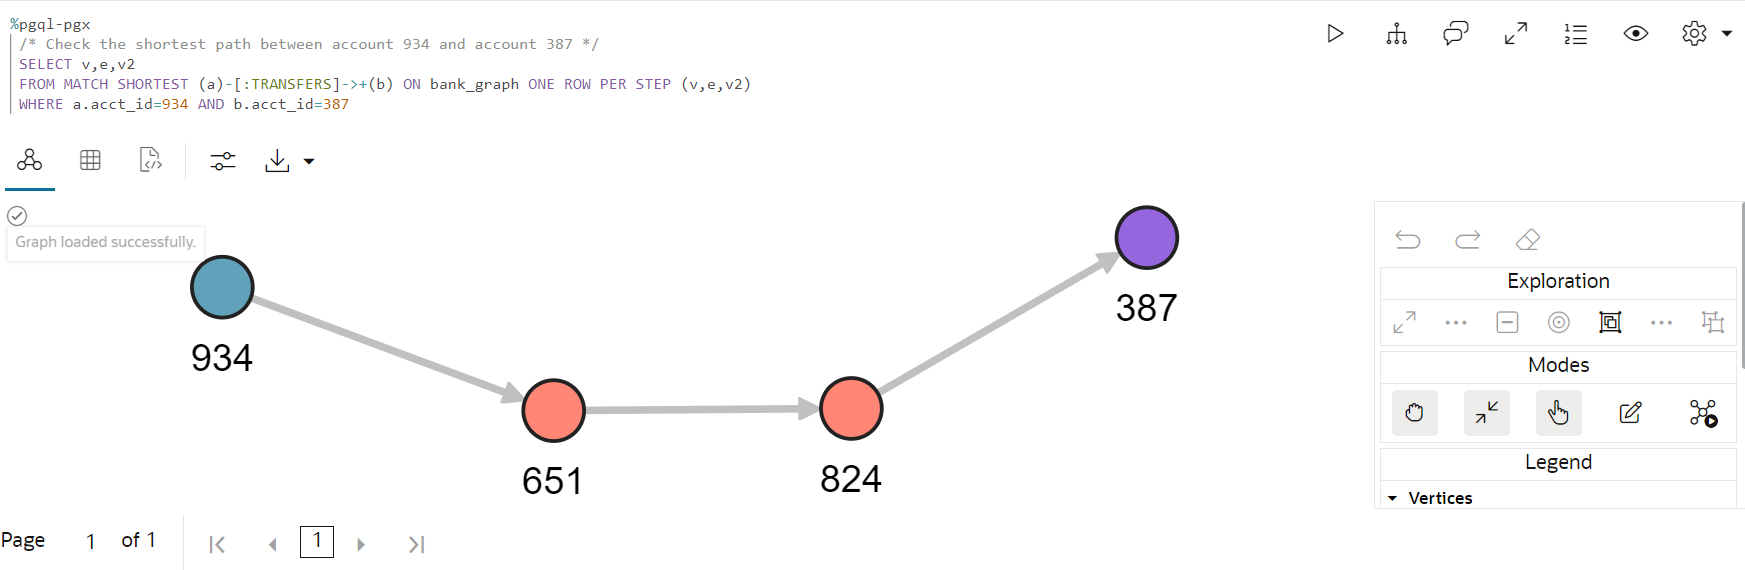 %pgql-pgx
/* Check the shortest path between account 934 and account 387 */
SELECT v,e,v2
FROM MATCH SHORTEST (a)-[:TRANSFERS]->+(b) ON bank_graph ONE ROW PER STEP (v,e,v2)
WHERE a.acct_id=934 AND b.acct_id=387
Graph loaded successfully.
934
651
824
387
Exploration
Modes
Legend
Vertices
Page 1 of 1
1